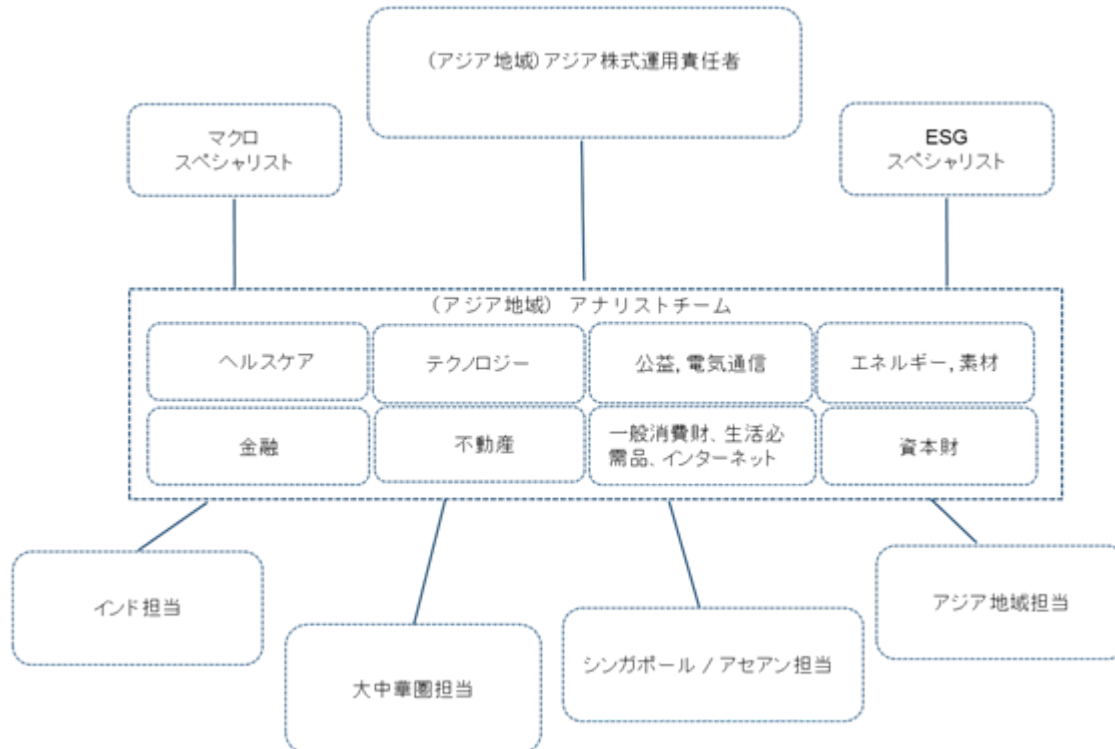 (アジア地域)アジア株式運用責任者
マクロ
スペシャリスト
ESG
スペシャリスト
(アジア地域) アナリストチーム
ヘルスケア
テクノロジー
公益, 電気通信
エネルギー, 素材
金融
不動産
一般消費財、生活必
需品、インターネット
資本財
インド担当
アジア地域担当
シンガポール / アセアン担当
大中華圏担当